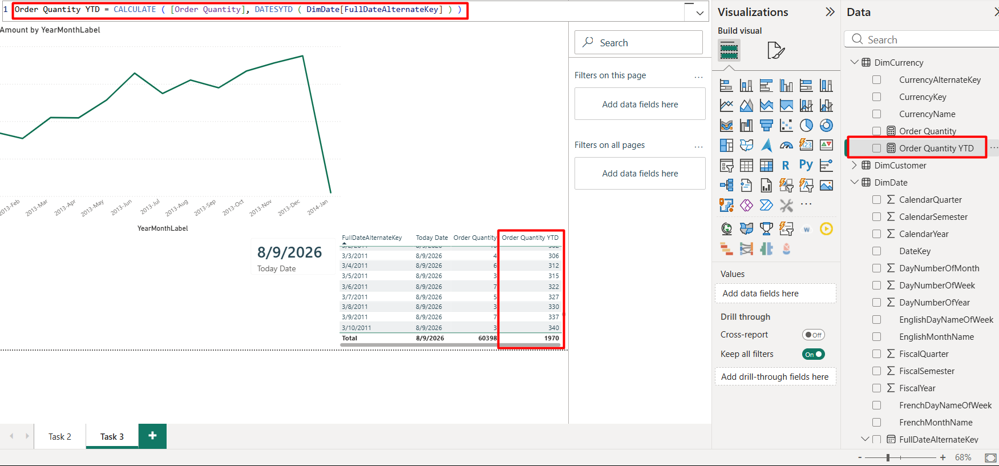 1 Order Quantity YTD = CALCULATE ( [Order Quantity], DATESYTD ( DimDate[FullDateAlternateKey] ) )
Amount by YearMonthLabel
2013-Feb 2013-Mar 2013-Apr 2013-May 2013-Jun 2013-Jul 2013-Aug 2013-Sep 2013-Oct 2013-Nov 2013-Dec 2014-Jan
YearMonthLabel
8/9/2026
Today Date
FullDateAlternateKey Today Date Order Quantity Order Quantity YTD
3/3/2011 8/9/2026 4 306
3/4/2011 8/9/2026 6 312
3/5/2011 8/9/2026 3 315
3/6/2011 8/9/2026 7 322
3/7/2011 8/9/2026 5 327
3/8/2011 8/9/2026 3 330
3/9/2011 8/9/2026 7 337
3/10/2011 8/9/2026 3 340
Total 8/9/2026 60398 1970
Search
Filters on this page ...
Add data fields here
Filters on all pages ...
Add data fields here
Visualizations
Build visual
123
R Py
...
W
Values
Add data fields here
Drill through
Cross-report Off
Keep all filters On
Add drill-through fields here
Data
Search
DimCurrency
CurrencyAlternateKey
CurrencyKey
CurrencyName
Order Quantity
Order Quantity YTD ...
DimCustomer
DimDate
CalendarQuarter
CalendarSemester
CalendarYear
DateKey
DayNumberOfMonth
DayNumberOfWeek
DayNumberOfYear
EnglishDayNameOfWeek
EnglishMonthName
FiscalQuarter
FiscalSemester
FiscalYear
FrenchDayNameOfWeek
FrenchMonthName
FullDateAlternateKey
Task 2 Task 3 +
- + 68%